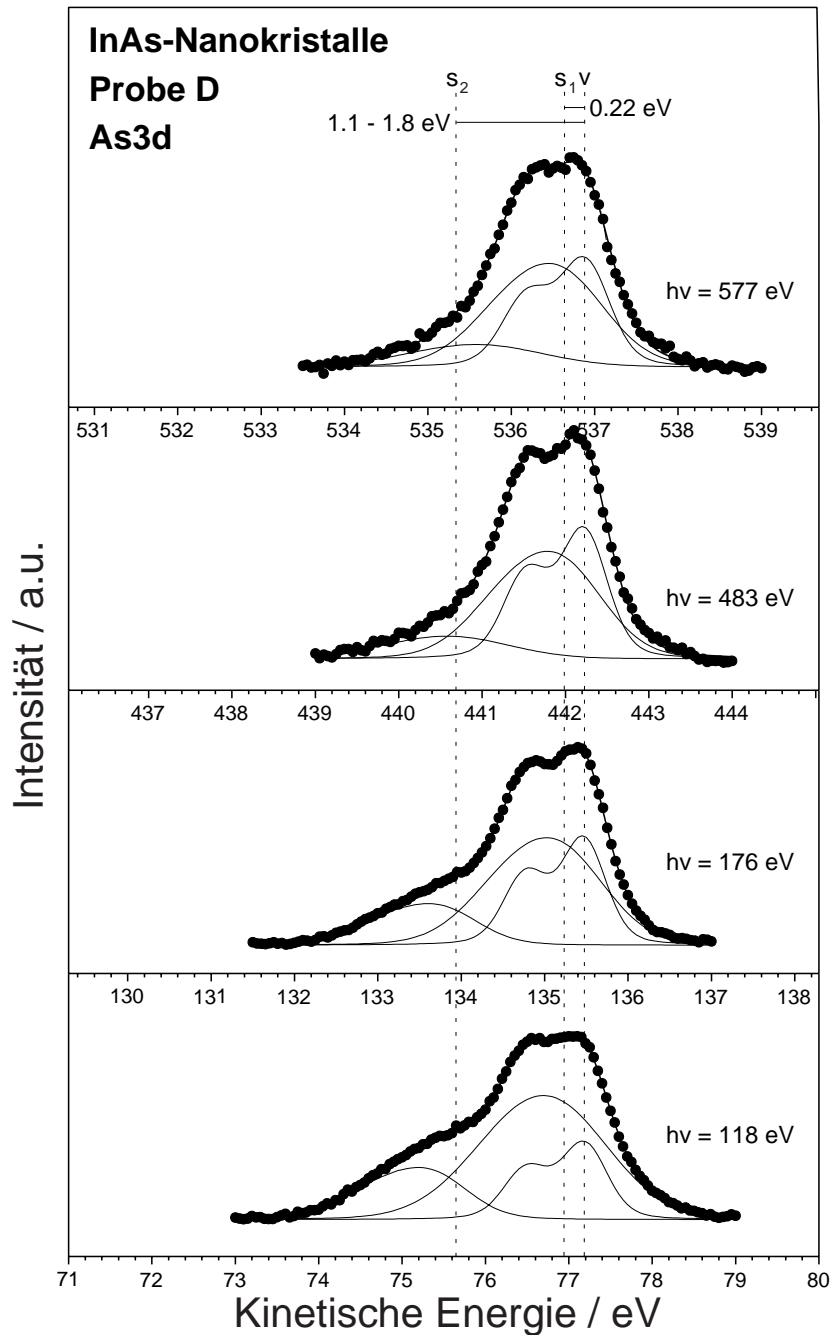 InAs-Nanokristalle
Probe D
As3d
s₂ s₁ v
1.1 - 1.8 eV 0.22 eV
hν = 577 eV
531 532 533 534 535 536 537 538 539
hν = 483 eV
437 438 439 440 441 442 443 444
hν = 176 eV
130 131 132 133 134 135 136 137 138
hν = 118 eV
71 72 73 74 75 76 77 78 79 80
Kinetische Energie / eV
Intensität / a.u.